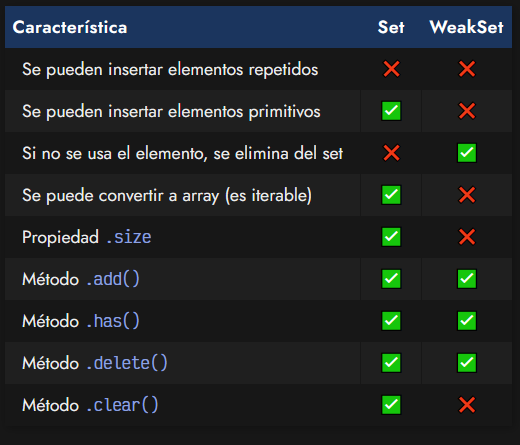 Característica Set WeakSet
Se pueden insertar elementos repetidos ❌ ❌
Se pueden insertar elementos primitivos ✅ ❌
Si no se usa el elemento, se elimina del set ❌ ✅
Se puede convertir a array (es iterable) ✅ ❌
Propiedad .size ✅ ❌
Método .add() ✅ ✅
Método .has() ✅ ✅
Método .delete() ✅ ✅
Método .clear() ✅ ❌